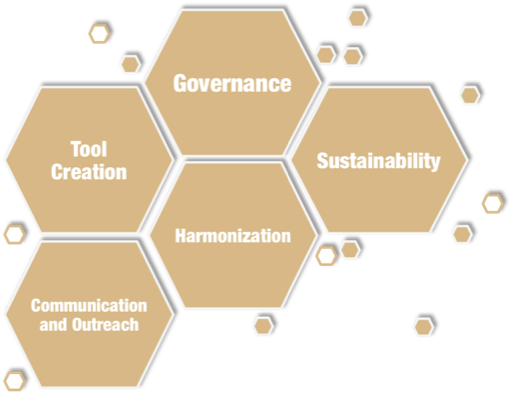 Governance
Tool
Creation
Sustainability
Harmonization
Communication
and Outreach